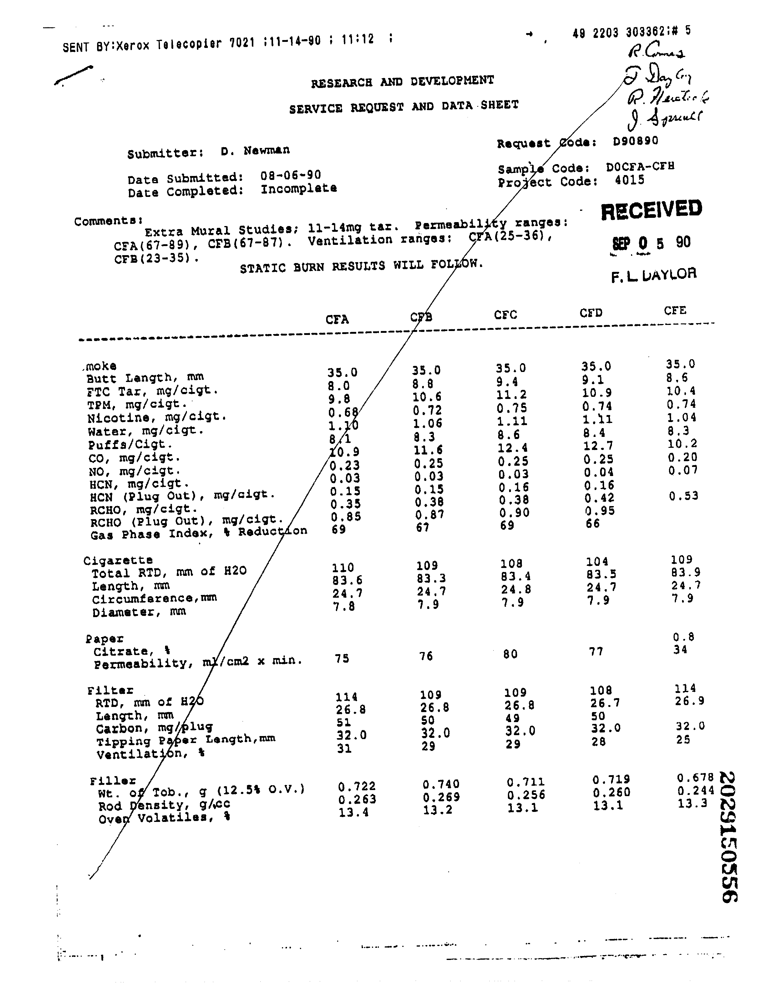 SENT BY:Xerox Telecopier 7021 ;11-14-90 ; 11:12 ; → , 49 2203 303362;# 5
RESEARCH AND DEVELOPMENT
SERVICE REQUEST AND DATA SHEET
Submitter: D. Newman Request Code: D90890
Date Submitted: 08-06-90 Sample Code: D0CFA-CFH
Date Completed: Incomplete Project Code: 4015
RECEIVED
SEP 0 5 90
F. L. DAYLOR
Comments:
Extra Mural Studies; 11-14mg tar. Permeability ranges:
CFA(67-89), CFB(67-87). Ventilation ranges: CFA(25-36),
CFB(23-35).
STATIC BURN RESULTS WILL FOLLOW.
CFA CFB CFC CFD CFE
moke
Butt Length, mm 35.0 35.0 35.0 35.0 35.0
FTC Tar, mg/cigt. 8.0 8.8 9.4 9.1 8.6
TPM, mg/cigt. 9.8 10.6 11.2 10.9 10.4
Nicotine, mg/cigt. 0.68 0.72 0.75 0.74 0.74
Water, mg/cigt. 1.10 1.06 1.11 1.11 1.04
Puffs/Cigt. 8.1 8.3 8.6 8.4 8.3
CO, mg/cigt. 10.9 11.6 12.4 12.7 10.2
NO, mg/cigt. 0.23 0.25 0.25 0.25 0.20
HCN, mg/cigt. 0.03 0.03 0.03 0.04 0.07
HCN (Plug Out), mg/cigt. 0.15 0.15 0.16 0.16
RCHO, mg/cigt. 0.35 0.38 0.38 0.42 0.53
RCHO (Plug Out), mg/cigt. 0.85 0.87 0.90 0.95
Gas Phase Index, % Reduction 69 67 69 66
Cigarette
Total RTD, mm of H2O 110 109 108 104 109
Length, mm 83.6 83.3 83.4 83.5 83.9
Circumference,mm 24.7 24.7 24.8 24.7 24.7
Diameter, mm 7.8 7.9 7.9 7.9 7.9
Paper
Citrate, % 0.8
Permeability, ml/cm2 x min. 75 76 80 77 34
Filter
RTD, mm of H2O 114 109 109 108 114
Length, mm 26.8 26.8 26.8 26.7 26.9
Carbon, mg/plug 51 50 49 50
Tipping Paper Length,mm 32.0 32.0 32.0 32.0 32.0
Ventilation, % 31 29 29 28 25
Filler
Wt. of Tob., g (12.5% O.V.) 0.722 0.740 0.711 0.719 0.678
Rod Density, g/cc 0.263 0.269 0.256 0.260 0.244
Oven Volatiles, % 13.4 13.2 13.1 13.1 13.3
2029150556